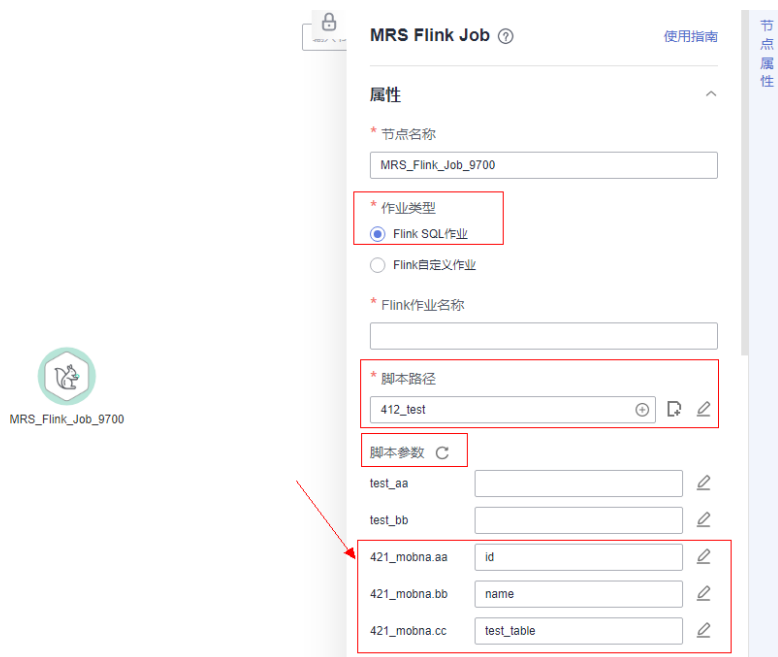 MRS Flink Job
使用指南
节点属性
属性
* 节点名称
MRS_Flink_Job_9700
* 作业类型
Flink SQL作业
Flink自定义作业
* Flink作业名称
* 脚本路径
412_test
MRS_Flink_Job_9700
脚本参数
test_aa
test_bb
421_mobna.aa id
421_mobna.bb name
421_mobna.cc test_table